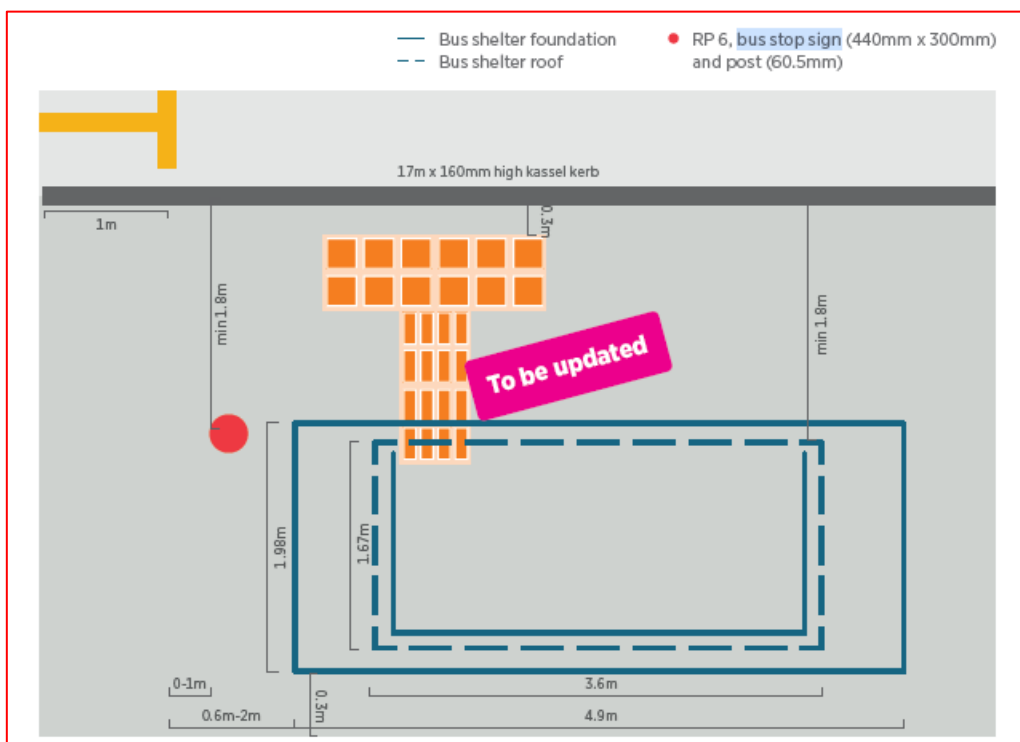 Bus shelter foundation
Bus shelter roof
RP 6, bus stop sign (440mm x 300mm)
and post (60.5mm)
17m x 160mm high kassel kerb
1m
0.3m
min 1.8m
min 1.8m
To be updated
1.98m
1.67m
0-1m
3.6m
0.3m
0.6m-2m
4.9m